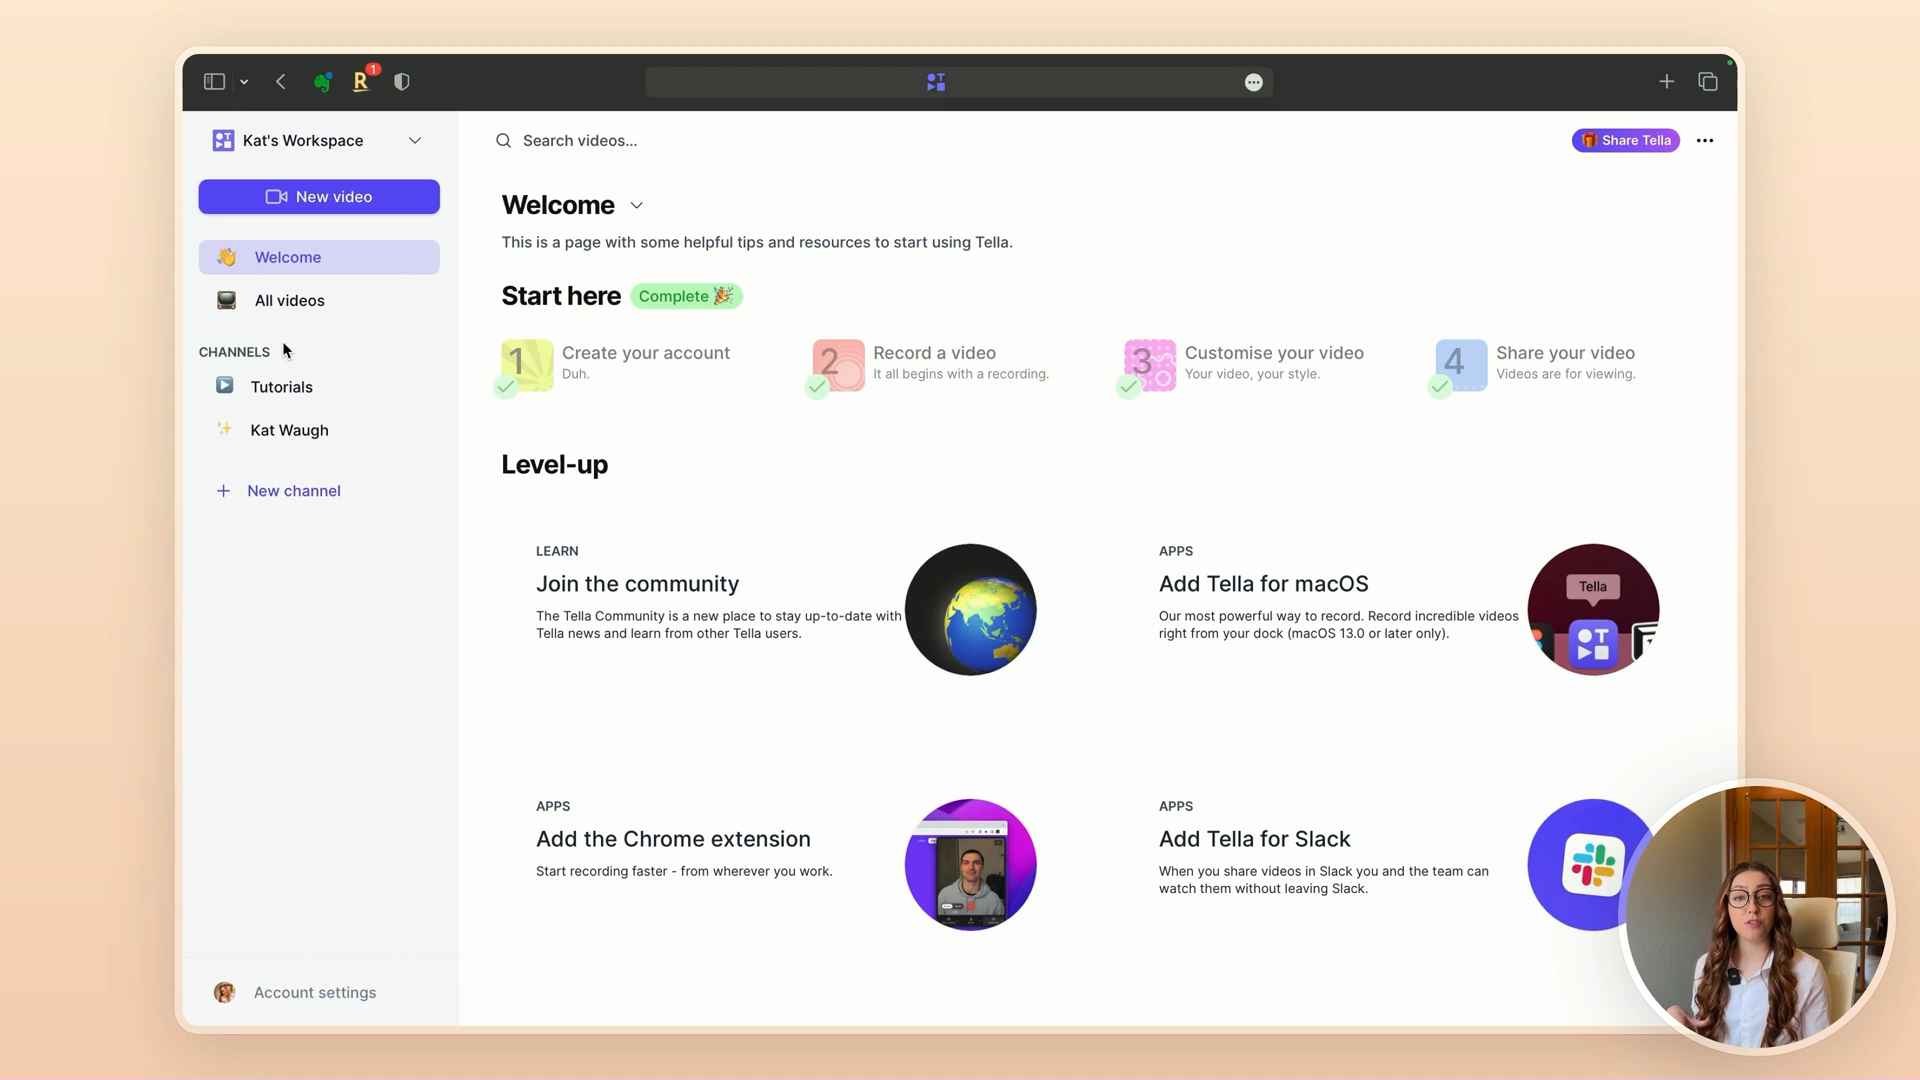 R
1
Kat's Workspace
Search videos...
Share Tella
New video
Welcome
All videos
CHANNELS
Tutorials
Kat Waugh
New channel
Account settings
Welcome
This is a page with some helpful tips and resources to start using Tella.
Start here
Complete
1
Create your account
Duh.
2
Record a video
It all begins with a recording.
3
Customise your video
Your video, your style.
4
Share your video
Videos are for viewing.
Level-up
LEARN
Join the community
The Tella Community is a new place to stay up-to-date with
Tella news and learn from other Tella users.
APPS
Add Tella for macOS
Our most powerful way to record. Record incredible videos
right from your dock (macOS 13.0 or later only).
Tella
APPS
Add the Chrome extension
Start recording faster - from wherever you work.
APPS
Add Tella for Slack
When you share videos in Slack you and the team can
watch them without leaving Slack.